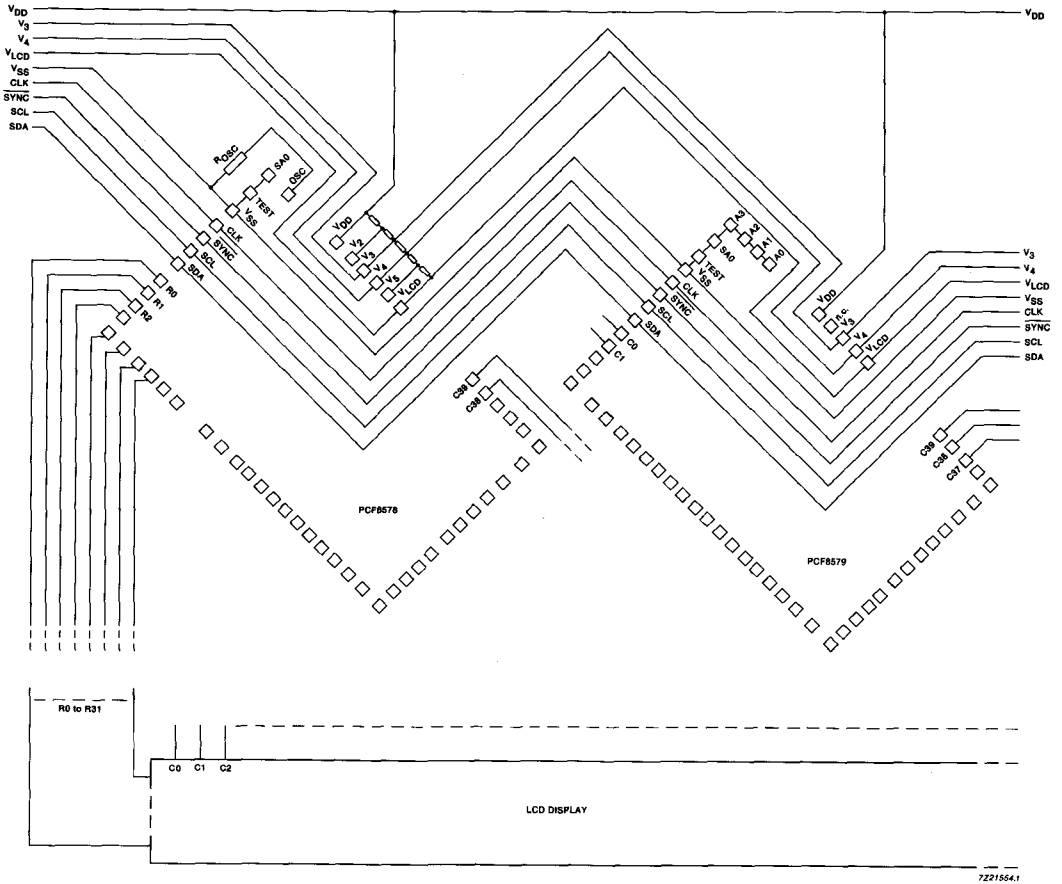 VDD
V3
V4
VLCD
VSS
CLK
SYNC
SCL
SDA
VDD
ROSC
SA0
OSC
TEST
VSS
CLK
SYNC
SCL
SDA
R0
R1
R2
VDD
V2
V3
V4
V5
VLCD
A3
A2
A1
A0
SA0
TEST
VSS
CLK
SYNC
SCL
SDA
C0
C1
VDD
n.c.
V3
V4
VLCD
V3
V4
VLCD
VSS
CLK
SYNC
SCL
SDA
C39
C38
C39
C38
C37
PCF8578
PCF8579
R0 to R31
C0 C1 C2
LCD DISPLAY
7Z21554.1